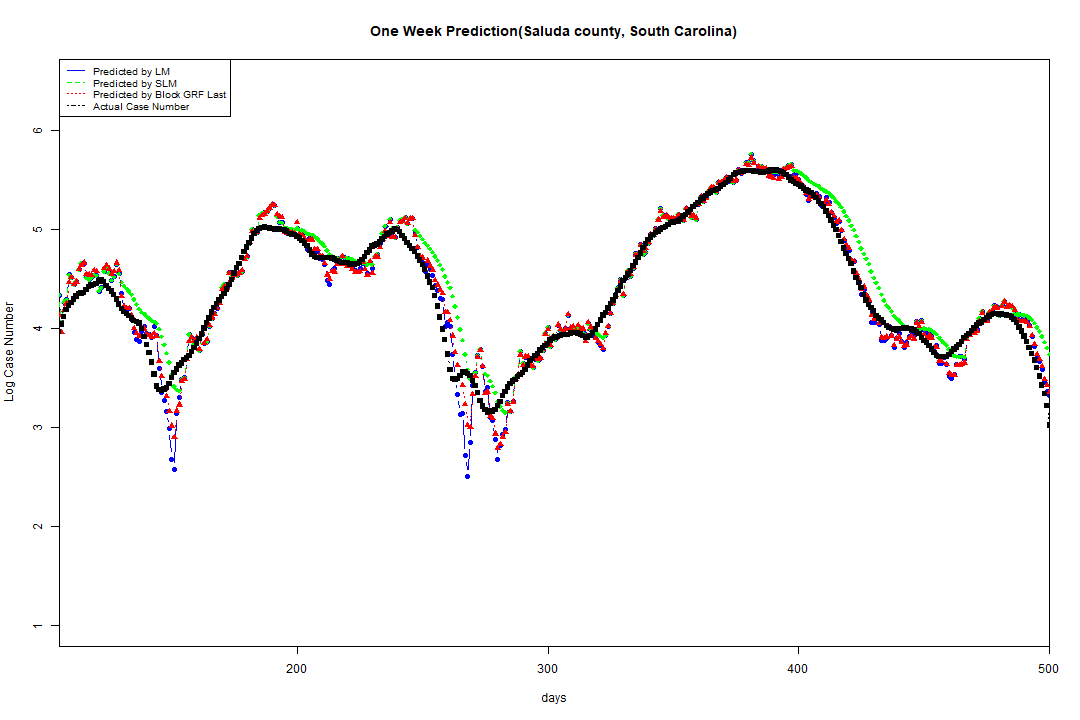 One Week Prediction(Saluda county, South Carolina)
Predicted by LM
Predicted by SLM
Predicted by Block GRF Last
Actual Case Number
6
5
4
3
2
1
Log Case Number
200 300 400 500
days